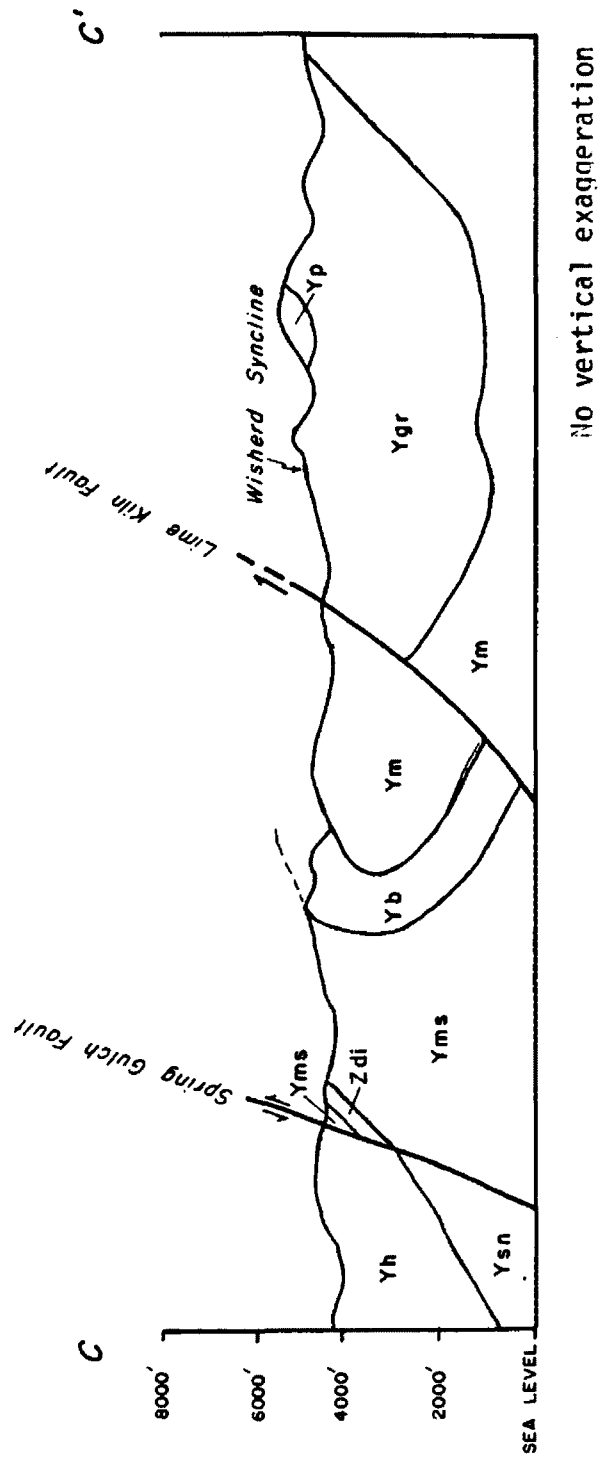 C
C'
8000'
6000'
4000'
2000'
SEA LEVEL
Spring Gulch Fault
Lime Kiln Fault
Wisherd Syncline
Yh
Ysn
Yms
Zdi
Yms
Yb
Ym
Ym
Ygr
Yp
No vertical exaggeration